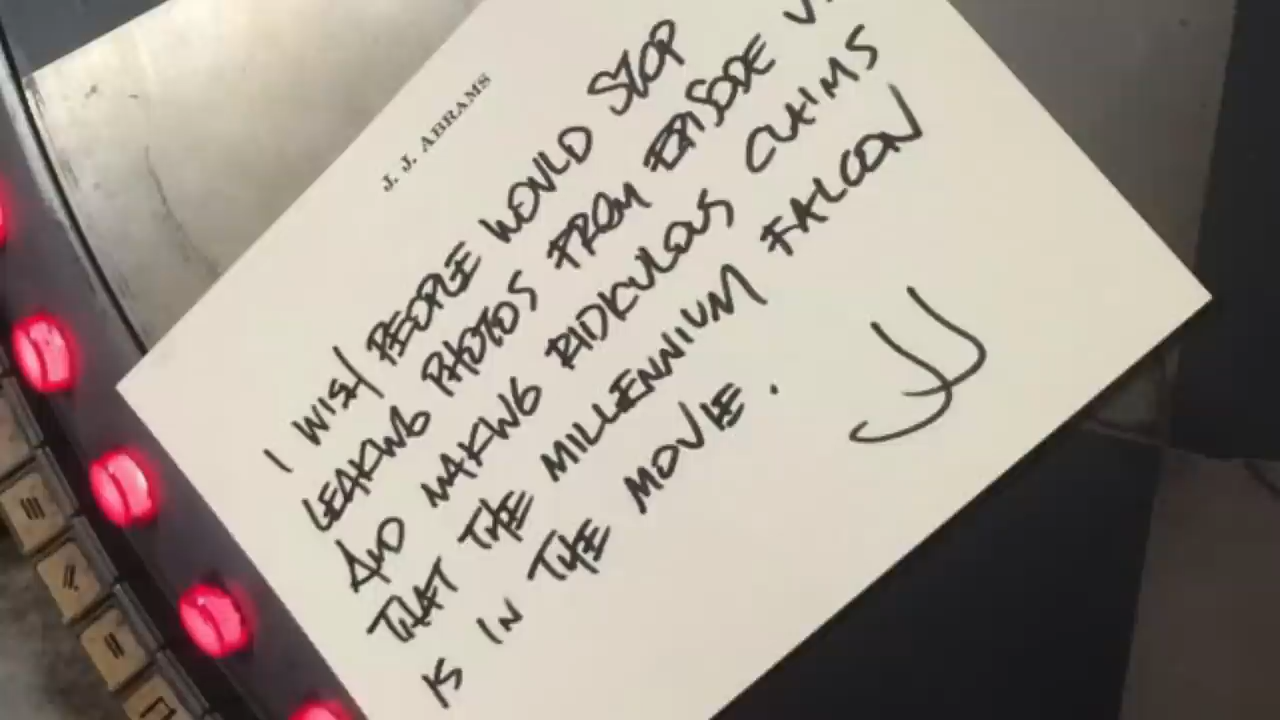 J. J. ABRAMS
I WISH PEOPLE WOULD STOP
LEAKING PHOTOS FROM EPISODE
AND MAKING RIDICULOUS CLAIMS
THAT THE MILLENNIUM FALCON
IS IN THE MOVIE.
JJ